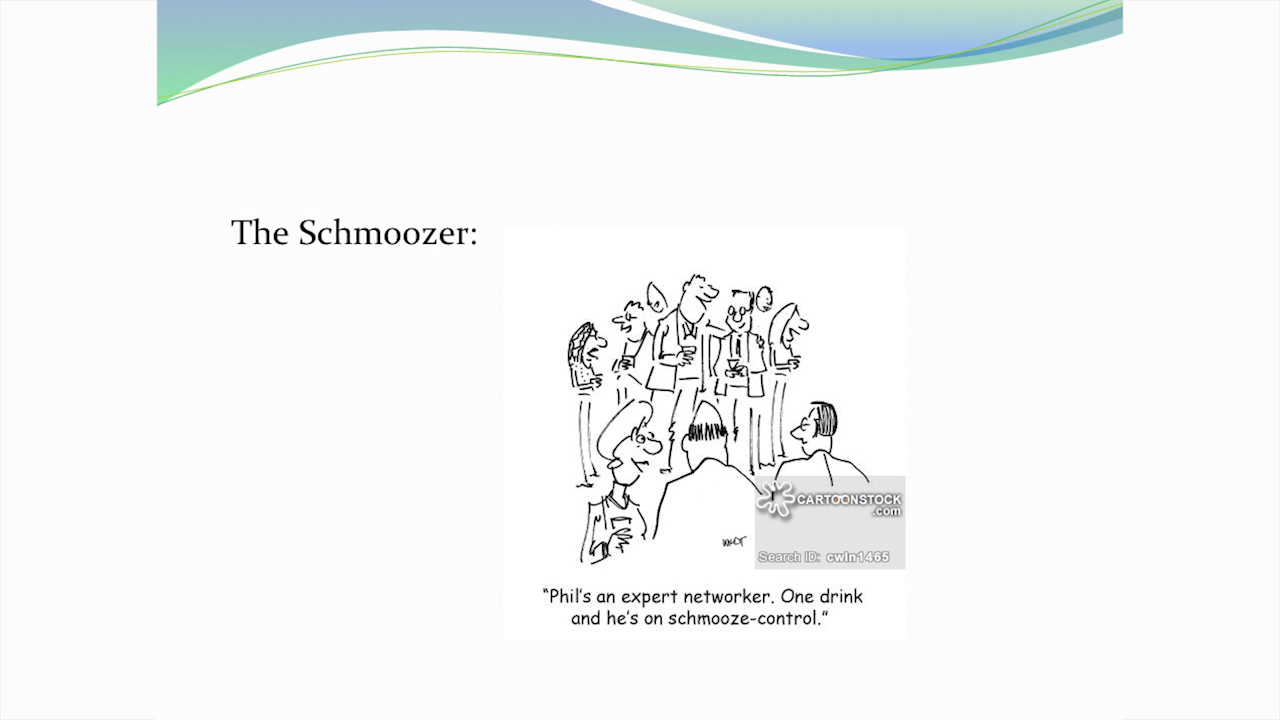 The Schmoozer:
CARTOONSTOCK
.com
Search ID: cwln1465
"Phil's an expert networker. One drink
and he's on schmooze-control."